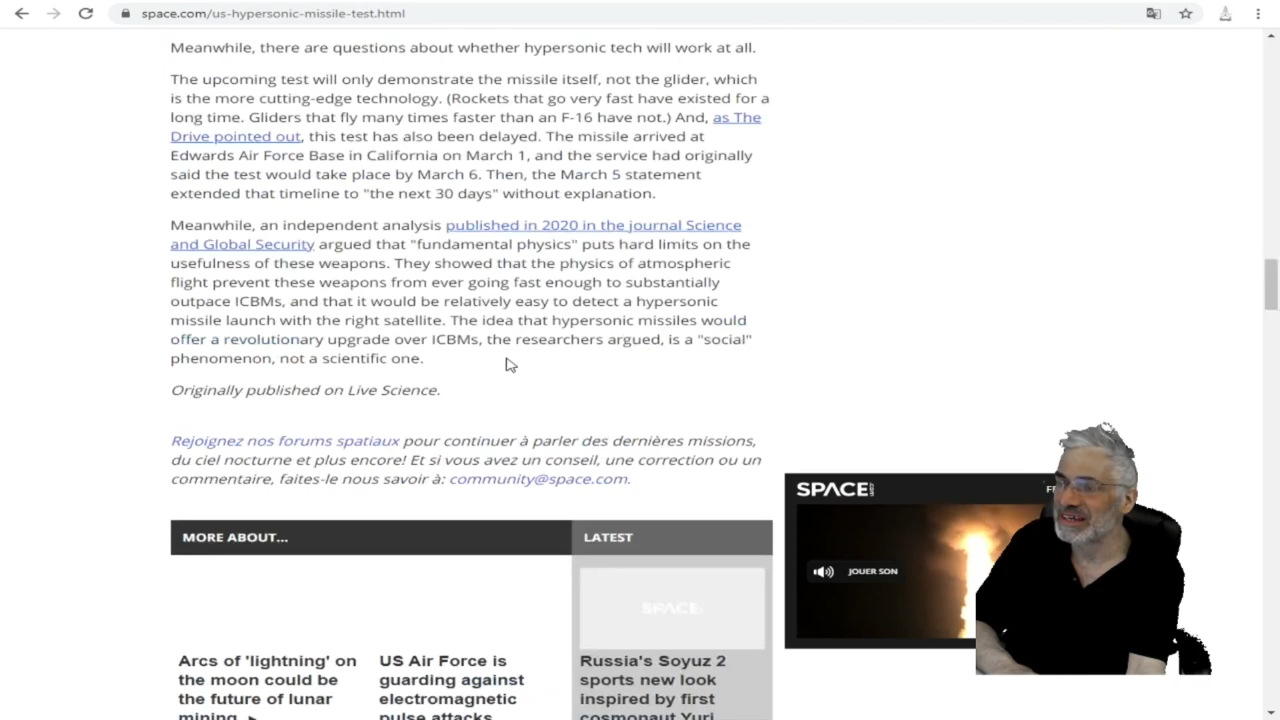 space.com/us-hypersonic-missile-test.html
Meanwhile, there are questions about whether hypersonic tech will work at all.
The upcoming test will only demonstrate the missile itself, not the glider, which
is the more cutting-edge technology. (Rockets that go very fast have existed for a
long time. Gliders that fly many times faster than an F-16 have not.) And, as The
Drive pointed out, this test has also been delayed. The missile arrived at
Edwards Air Force Base in California on March 1, and the service had originally
said the test would take place by March 6. Then, the March 5 statement
extended that timeline to "the next 30 days" without explanation.
Meanwhile, an independent analysis published in 2020 in the journal Science
and Global Security argued that "fundamental physics" puts hard limits on the
usefulness of these weapons. They showed that the physics of atmospheric
flight prevent these weapons from ever going fast enough to substantially
outpace ICBMs, and that it would be relatively easy to detect a hypersonic
missile launch with the right satellite. The idea that hypersonic missiles would
offer a revolutionary upgrade over ICBMs, the researchers argued, is a "social"
phenomenon, not a scientific one.
Originally published on Live Science.
Rejoignez nos forums spatiaux pour continuer à parler des dernières missions,
du ciel nocturne et plus encore! Et si vous avez un conseil, une correction ou un
commentaire, faites-le nous savoir à: community@space.com.
MORE ABOUT...
LATEST
SPACE
Arcs of 'lightning' on
the moon could be
the future of lunar
mining
US Air Force is
guarding against
electromagnetic
pulse attacks
Russia's Soyuz 2
sports new look
inspired by first
cosmonaut Yuri
SPACE.com
JOUER SON